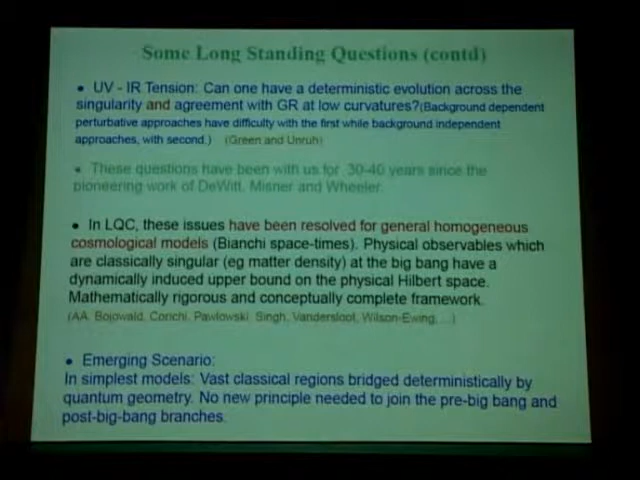 Some Long Standing Questions (contd)
• UV - IR Tension: Can one have a deterministic evolution across the
singularity and agreement with GR at low curvatures?(Background dependent
perturbative approaches have difficulty with the first while background independent
approaches, with second.) (Green and Unruh)
• These questions have been with us for 30-40 years since the
pioneering work of DeWitt, Misner and Wheeler.
• In LQC, these issues have been resolved for general homogeneous
cosmological models (Bianchi space-times). Physical observables which
are classically singular (eg matter density) at the big bang have a
dynamically induced upper bound on the physical Hilbert space.
Mathematically rigorous and conceptually complete framework.
(AA, Bojowald, Corichi, Pawlowski, Singh, Vandersloot, Wilson-Ewing, ...)
• Emerging Scenario:
In simplest models: Vast classical regions bridged deterministically by
quantum geometry. No new principle needed to join the pre-big bang and
post-big-bang branches.